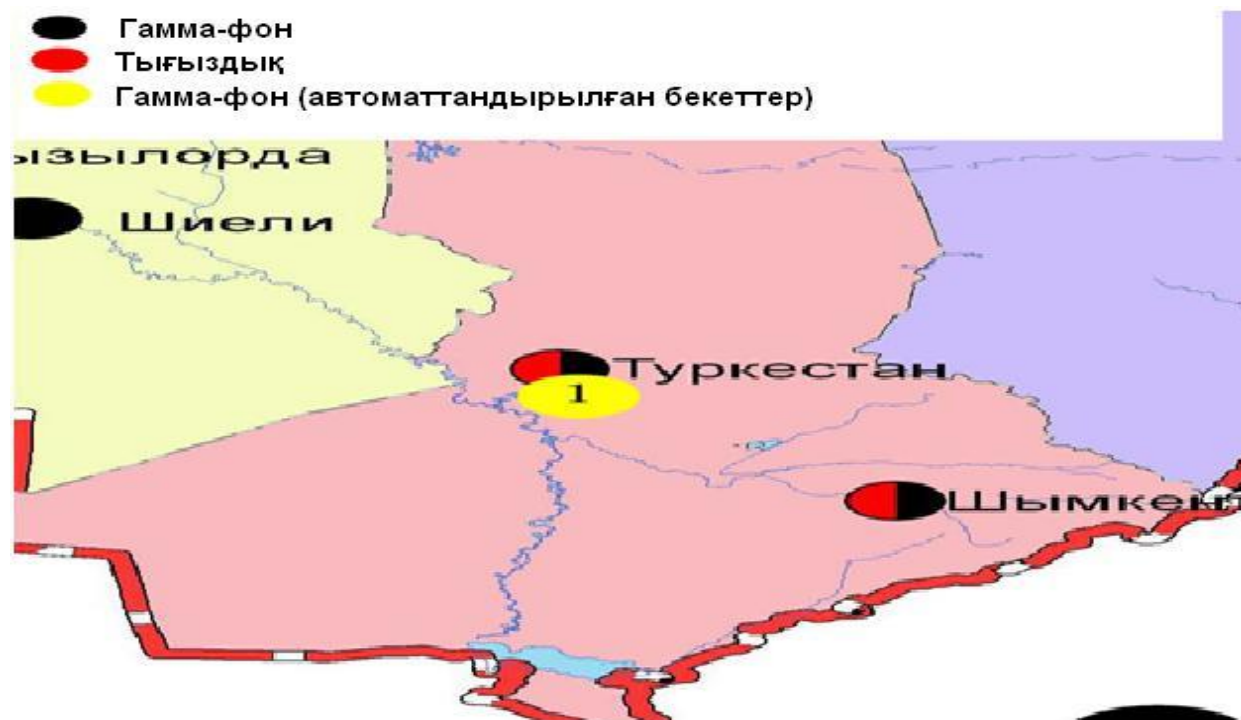 Гамма-фон
Тығыздық
Гамма-фон (автоматтандырылған бекеттер)
ызылорда
Шиели
Туркестан
1
Шымкент